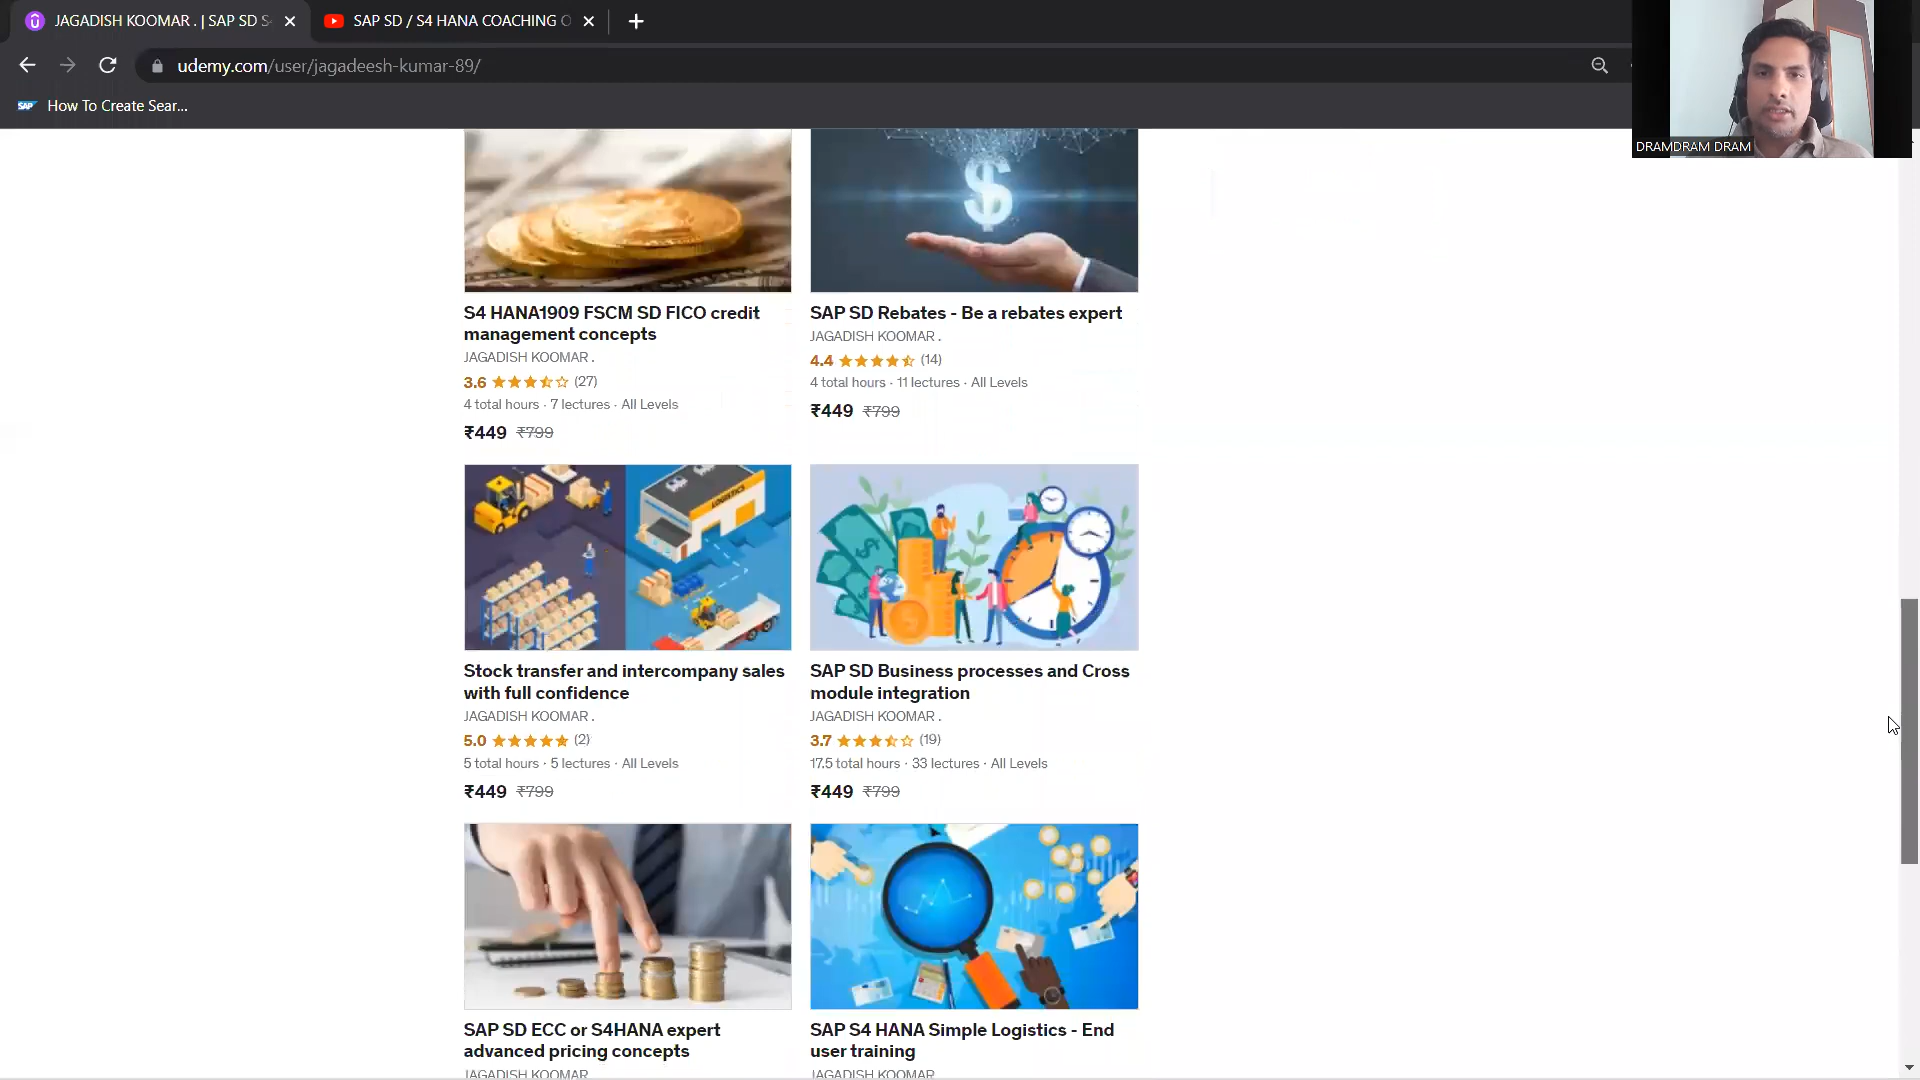 JAGADISH KOOMAR . | SAP SD S
SAP SD / S4 HANA COACHING O
udemy.com/user/jagadeesh-kumar-89/
SAP How To Create Sear...
DRAMDRAM DRAM
S4 HANA1909 FSCM SD FICO credit
management concepts
JAGADISH KOOMAR .
3.6 (27)
4 total hours · 7 lectures · All Levels
₹449 ₹799
SAP SD Rebates - Be a rebates expert
JAGADISH KOOMAR .
4.4 (14)
4 total hours · 11 lectures · All Levels
₹449 ₹799
LOGISTICS
Stock transfer and intercompany sales
with full confidence
JAGADISH KOOMAR .
5.0 (2)
5 total hours · 5 lectures · All Levels
₹449 ₹799
SAP SD Business processes and Cross
module integration
JAGADISH KOOMAR .
3.7 (19)
17.5 total hours · 33 lectures · All Levels
₹449 ₹799
SAP SD ECC or S4HANA expert
advanced pricing concepts
JAGADISH KOOMAR
SAP S4 HANA Simple Logistics - End
user training
JAGADISH KOOMAR